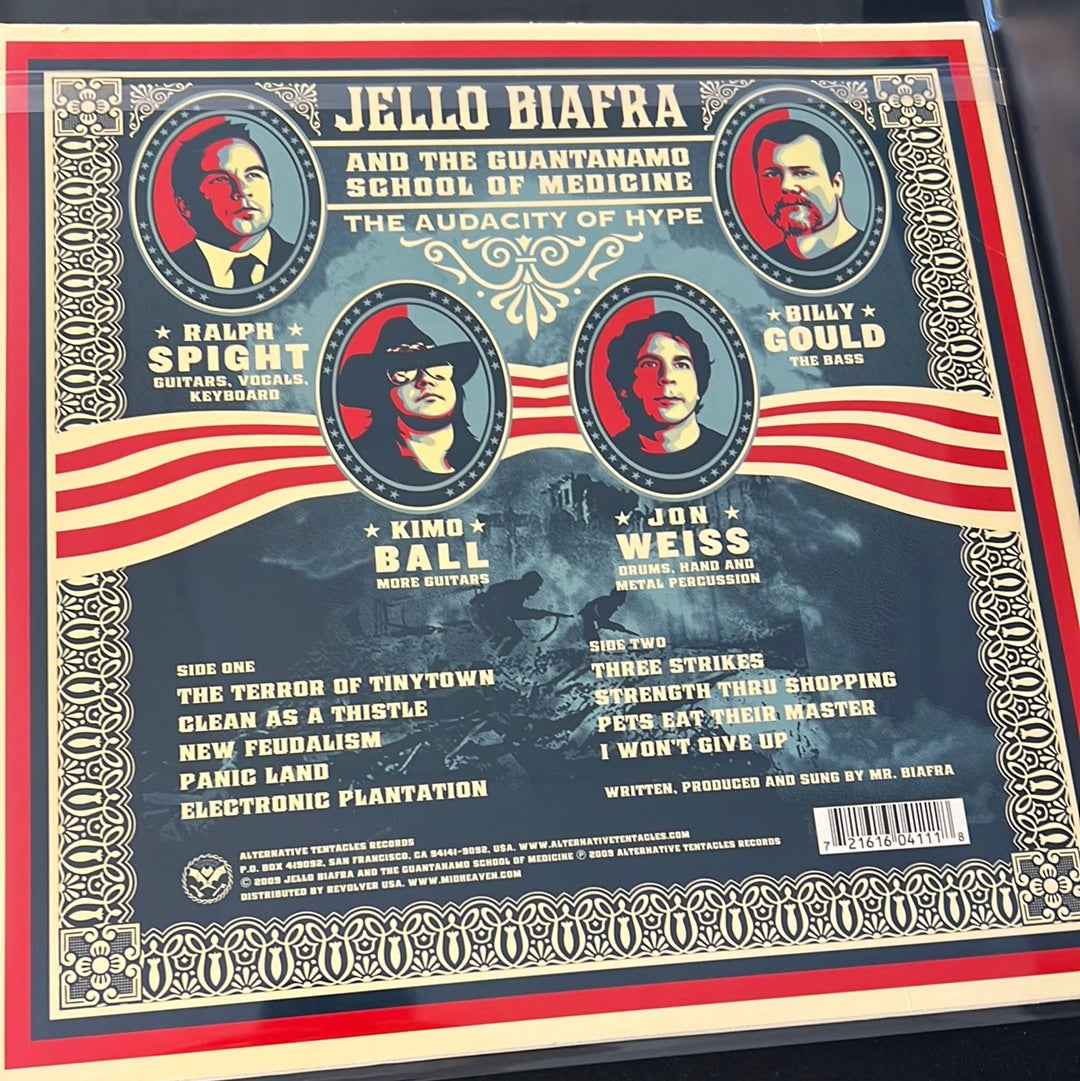 JELLO BIAFRA
AND THE GUANTANAMO
SCHOOL OF MEDICINE
THE AUDACITY OF HYPE
RALPH
SPIGHT
GUITARS, VOCALS,
KEYBOARD
BILLY
GOULD
THE BASS
KIMO
BALL
MORE GUITARS
JON
WEISS
DRUMS, HAND AND
METAL PERCUSSION
SIDE ONE
THE TERROR OF TINYTOWN
CLEAN AS A THISTLE
NEW FEUDALISM
PANIC LAND
ELECTRONIC PLANTATION
SIDE TWO
THREE STRIKES
STRENGTH THRU SHOPPING
PETS EAT THEIR MASTER
I WON'T GIVE UP
WRITTEN, PRODUCED AND SUNG BY MR. BIAFRA
ALTERNATIVE TENTACLES RECORDS
P.O. BOX 419092, SAN FRANCISCO, CA 94141-9092, USA. WWW.ALTERNATIVETENTACLES.COM
© 2009 JELLO BIAFRA AND THE GUANTANAMO SCHOOL OF MEDICINE ℗ 2009 ALTERNATIVE TENTACLES RECORDS
DISTRIBUTED BY REVOLVER USA. WWW.MIDHEAVEN.COM
7 21616 04111 8